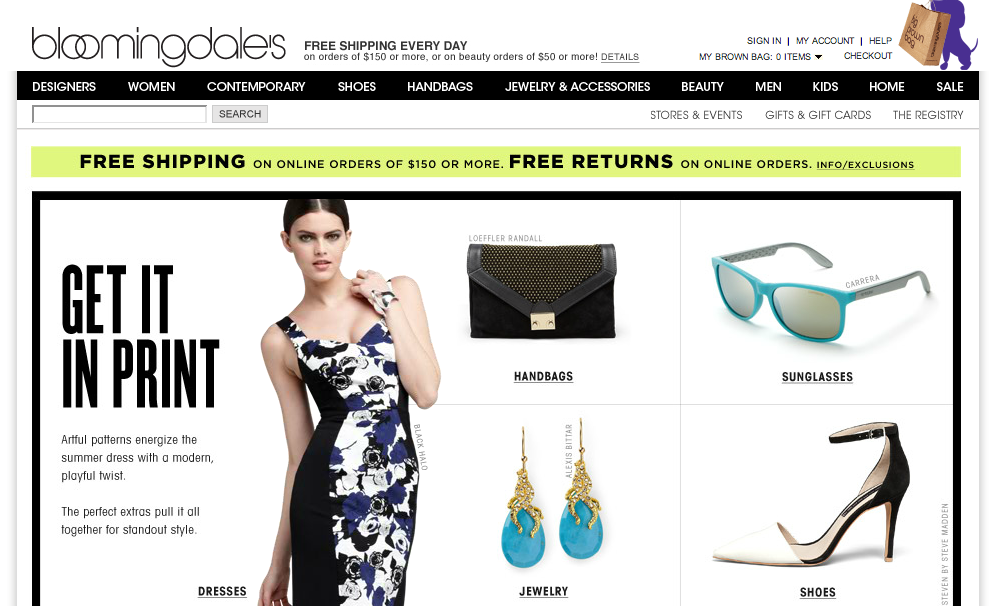 bloomingdale's
FREE SHIPPING EVERY DAY
on orders of $150 or more, or on beauty orders of $50 or more! DETAILS
SIGN IN | MY ACCOUNT | HELP
MY BROWN BAG: 0 ITEMS CHECKOUT
big brown bag
DESIGNERS WOMEN CONTEMPORARY SHOES HANDBAGS JEWELRY & ACCESSORIES BEAUTY MEN KIDS HOME SALE
SEARCH STORES & EVENTS GIFTS & GIFT CARDS THE REGISTRY
FREE SHIPPING ON ONLINE ORDERS OF $150 OR MORE. FREE RETURNS ON ONLINE ORDERS. INFO/EXCLUSIONS
GET IT
IN PRINT
Artful patterns energize the
summer dress with a modern,
playful twist.
The perfect extras pull it all
together for standout style.
DRESSES
BLACK HALO
LOEFFLER RANDALL
HANDBAGS
CARRERA
SUNGLASSES
ALEXIS BITTAR
JEWELRY
STEVEN BY STEVE MADDEN
SHOES